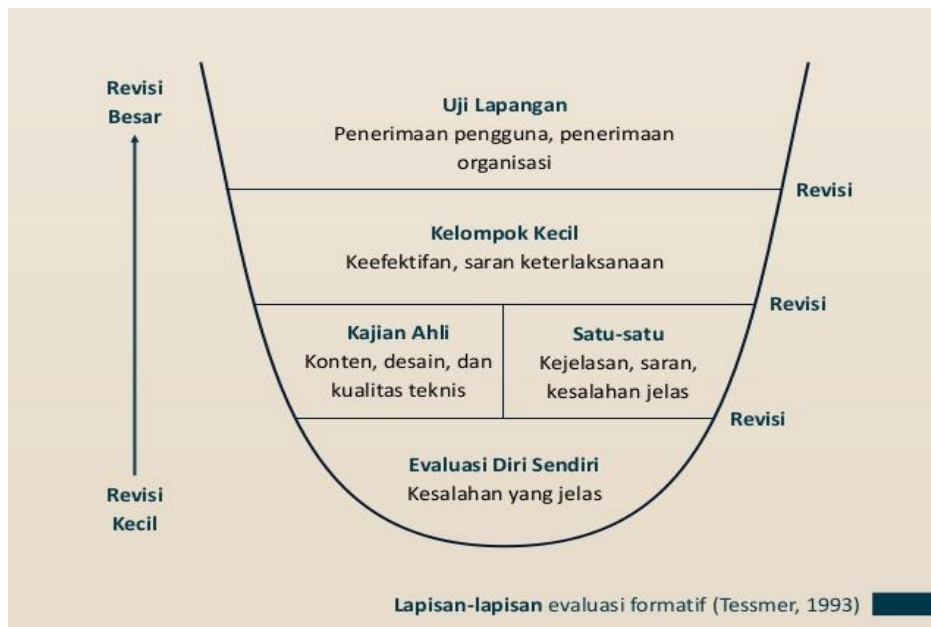 Revisi
Besar
Uji Lapangan
Penerimaan pengguna, penerimaan
organisasi
Revisi
Kelompok Kecil
Keefektifan, saran keterlaksanaan
Revisi
Kajian Ahli
Konten, desain, dan
kualitas teknis
Satu-satu
Kejelasan, saran,
kesalahan jelas
Revisi
Evaluasi Diri Sendiri
Kesalahan yang jelas
Revisi
Kecil
Lapisan-lapisan evaluasi formatif (Tessmer, 1993)